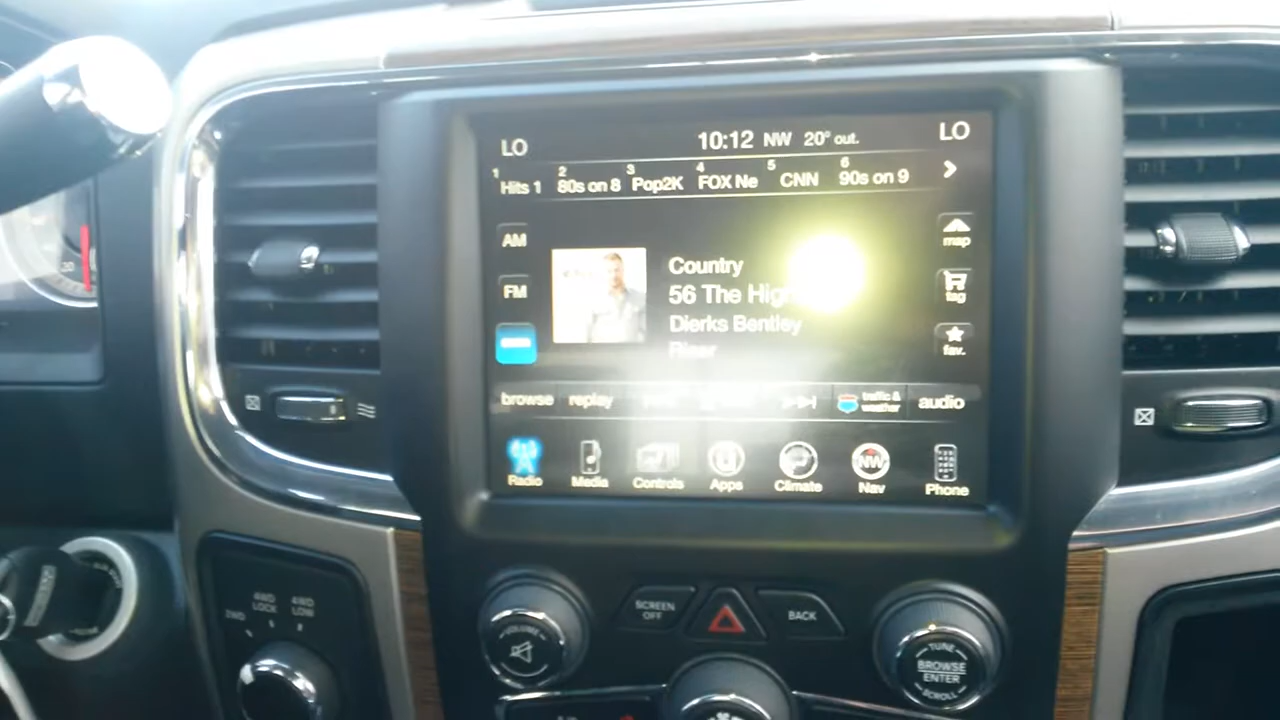 LO 10:12 NW 20° out. LO
1 Hits 1 2 80s on 8 3 Pop2K 4 FOX Ne 5 CNN 6 90s on 9
AM
map
Country
FM
56 The Hig
tag
Dierks Bentley
Riser
fav.
browse replay traffic & weather audio
Radio Media Controls Apps Climate NW Nav Phone
2WD 4WD LOCK 4WD LOW
VOLUME
SCREEN OFF
BACK
TUNE
BROWSE
ENTER
SCROLL